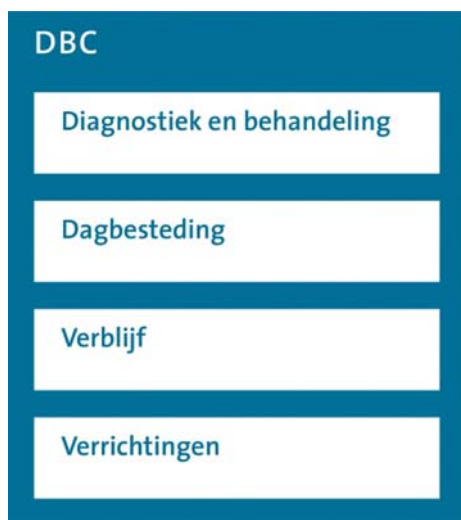 DBC
Diagnostiek en behandeling
Dagbesteding
Verblijf
Verrichtingen